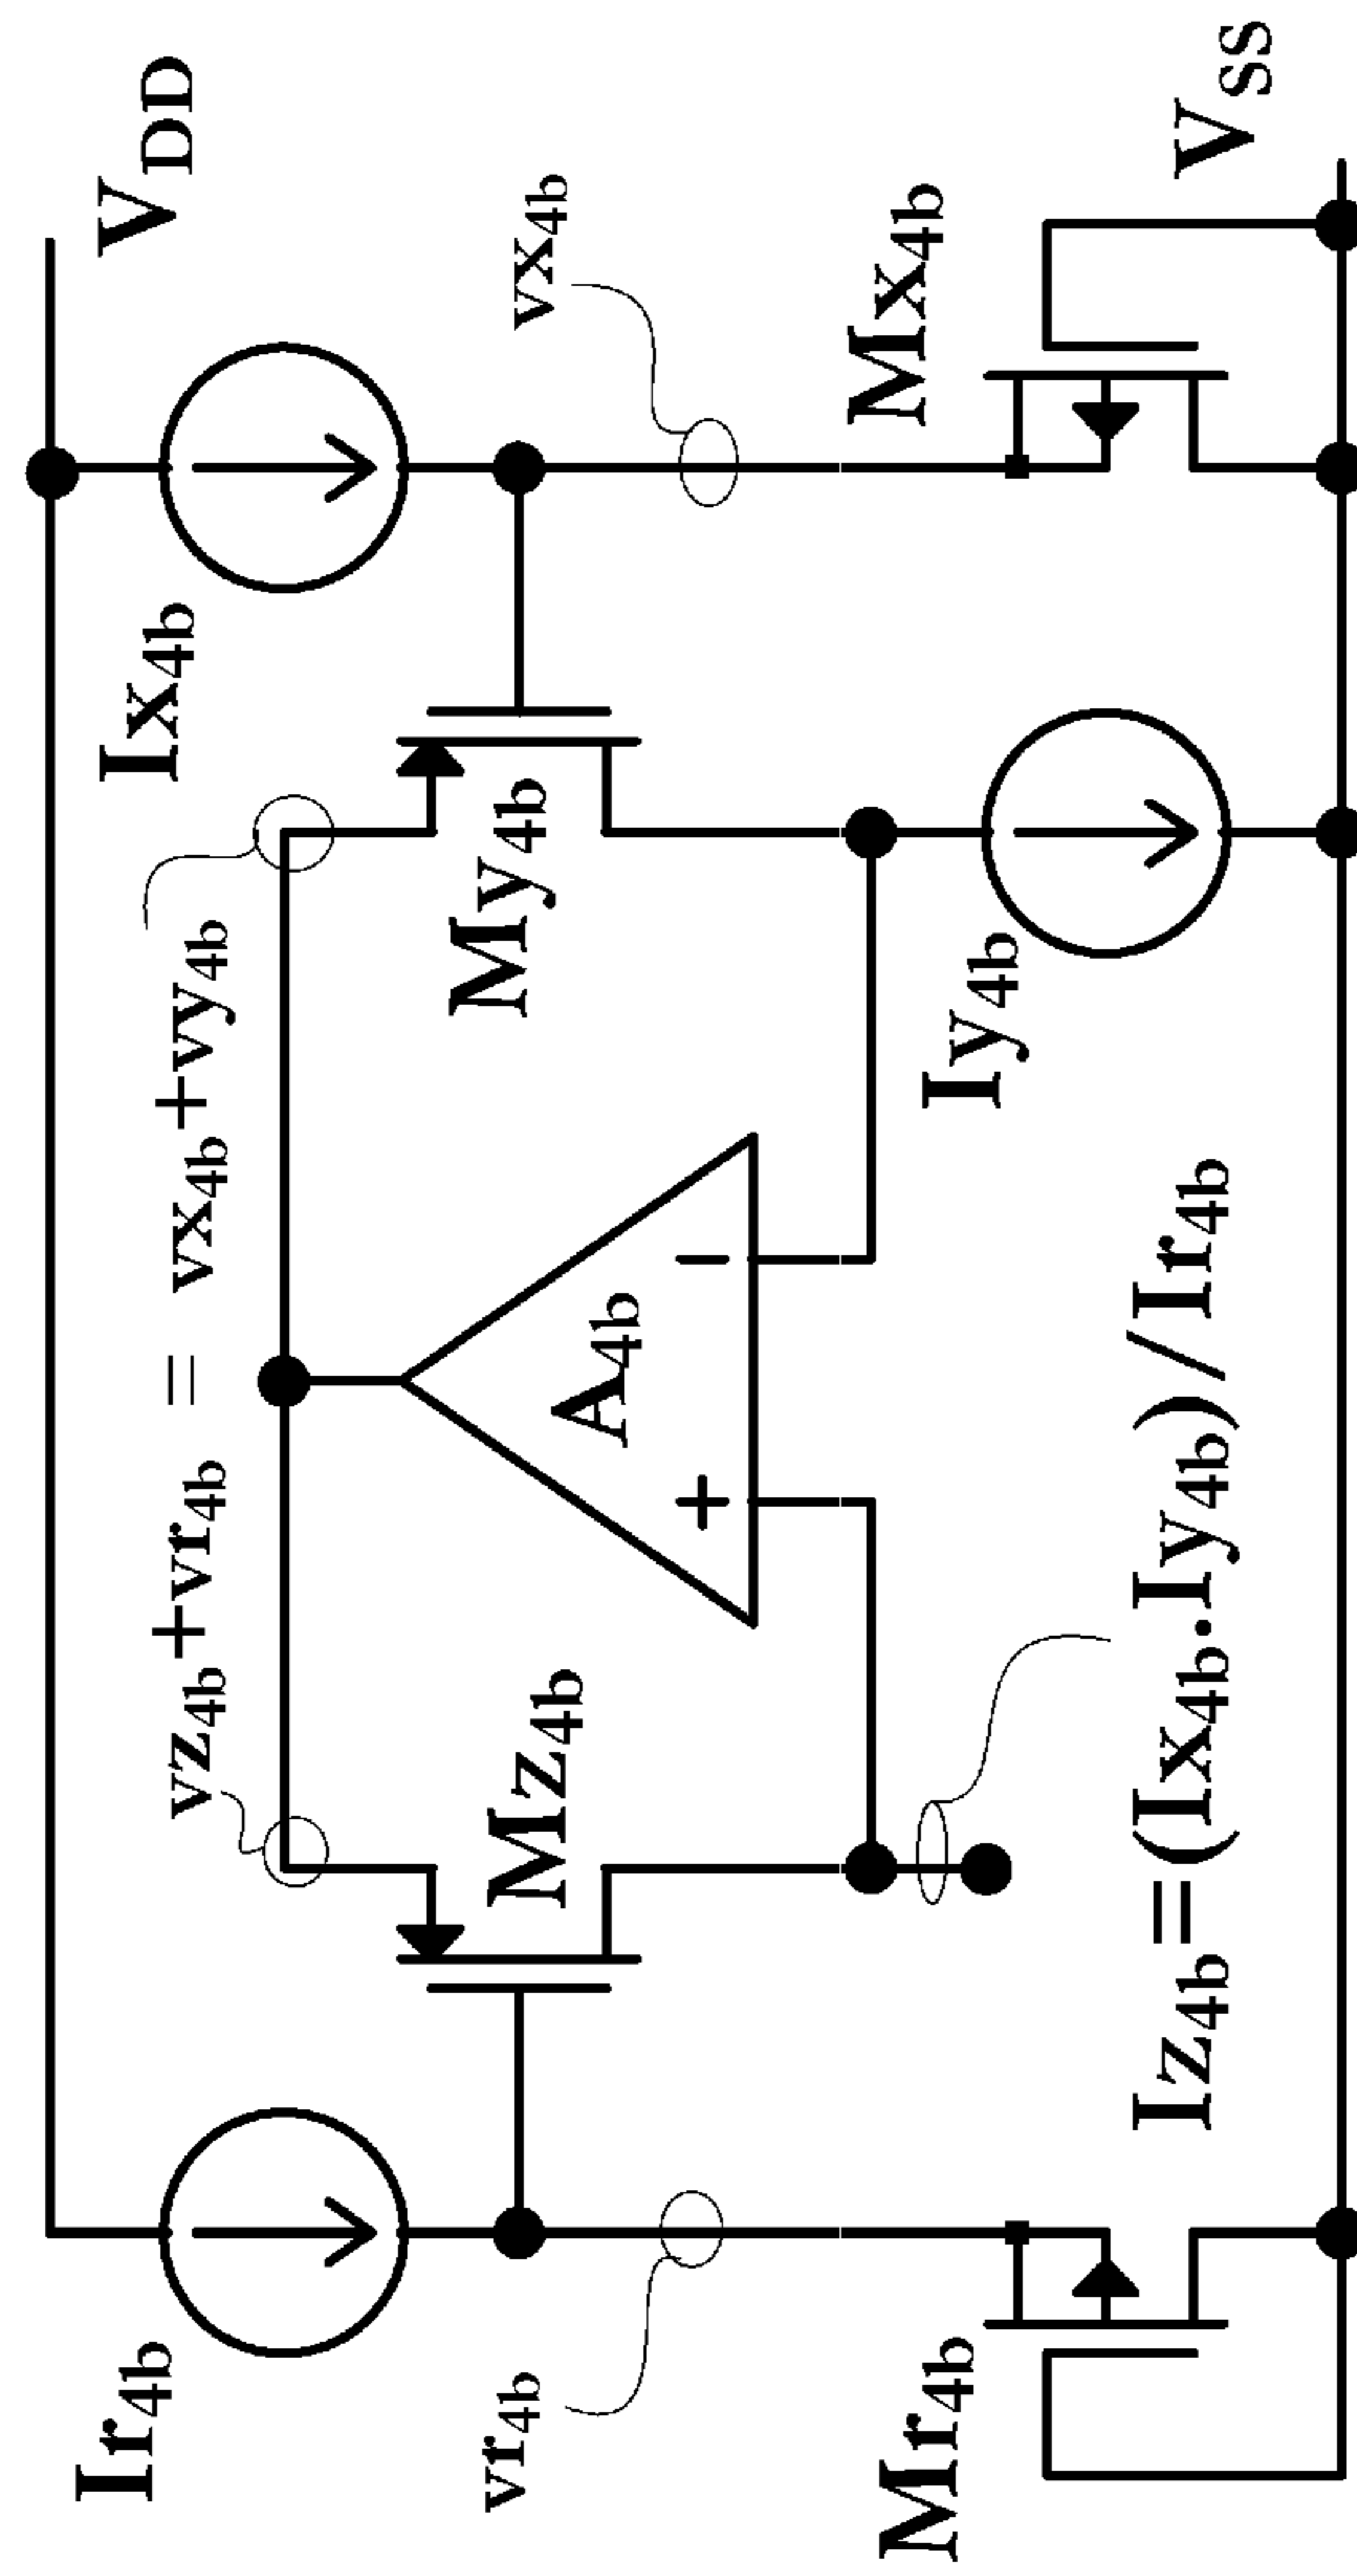 V_DD
Ir_4b
Ix_4b
vz_4b+vr_4b = vx_4b+vy_4b
vr_4b
Mz_4b
A_4b
+
−
My_4b
vx_4b
Mr_4b
Iy_4b
Mx_4b
Iz_4b=(Ix_4b.Iy_4b)/Ir_4b
V_SS